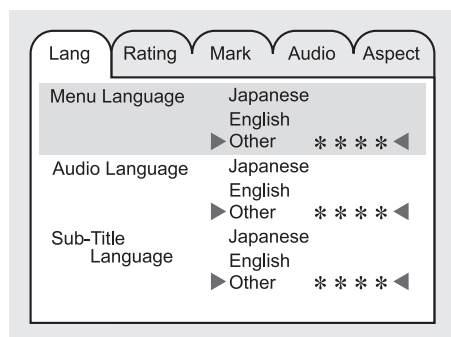 Lang Rating Mark Audio Aspect
Menu Language Japanese
English
▶Other ＊＊＊＊◀
Audio Language Japanese
English
▶Other ＊＊＊＊◀
Sub-Title Japanese
Language English
▶Other ＊＊＊＊◀